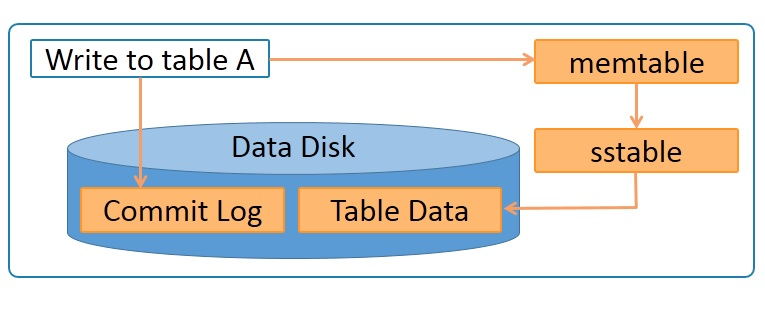 Write to table A
memtable
Data Disk
sstable
Commit Log
Table Data